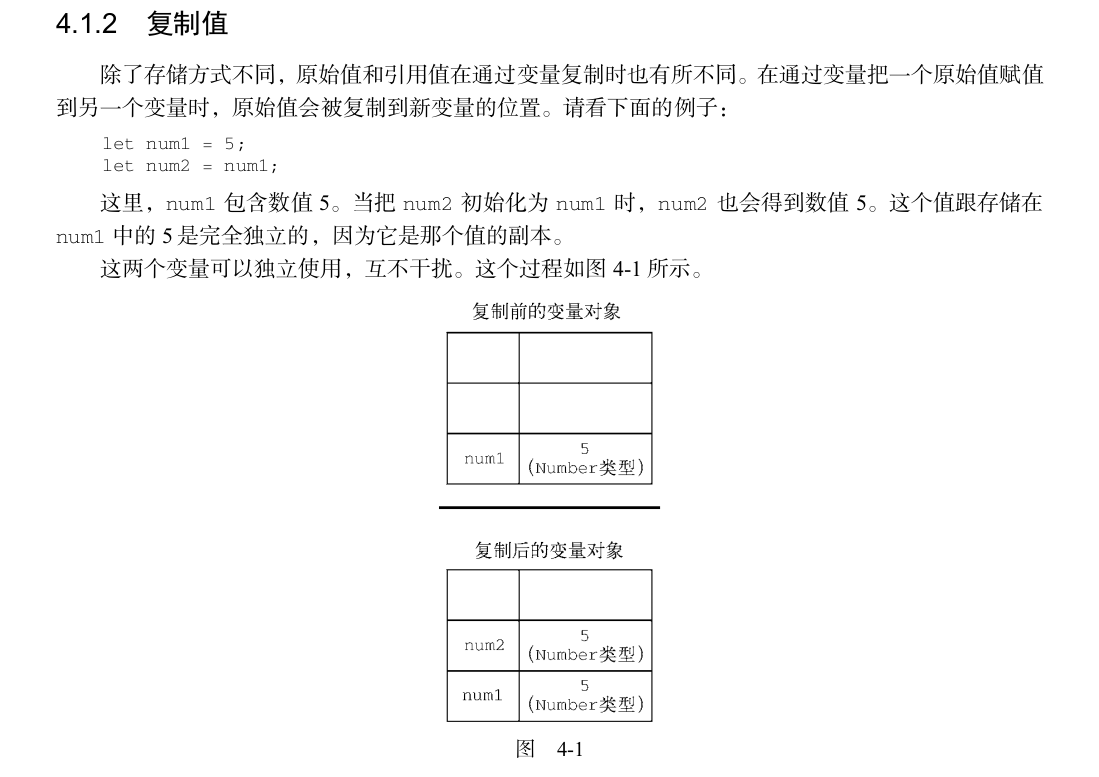 4.1.2 复制值
除了存储方式不同，原始值和引用值在通过变量复制时也有所不同。在通过变量把一个原始值赋值
到另一个变量时，原始值会被复制到新变量的位置。请看下面的例子：
let num1 = 5;
let num2 = num1;
这里，num1 包含数值 5。当把 num2 初始化为 num1 时，num2 也会得到数值 5。这个值跟存储在
num1 中的 5 是完全独立的，因为它是那个值的副本。
这两个变量可以独立使用，互不干扰。这个过程如图 4-1 所示。
复制前的变量对象
5
num1 （Number类型）
复制后的变量对象
5
num2 （Number类型）
5
num1 （Number类型）
图 4-1